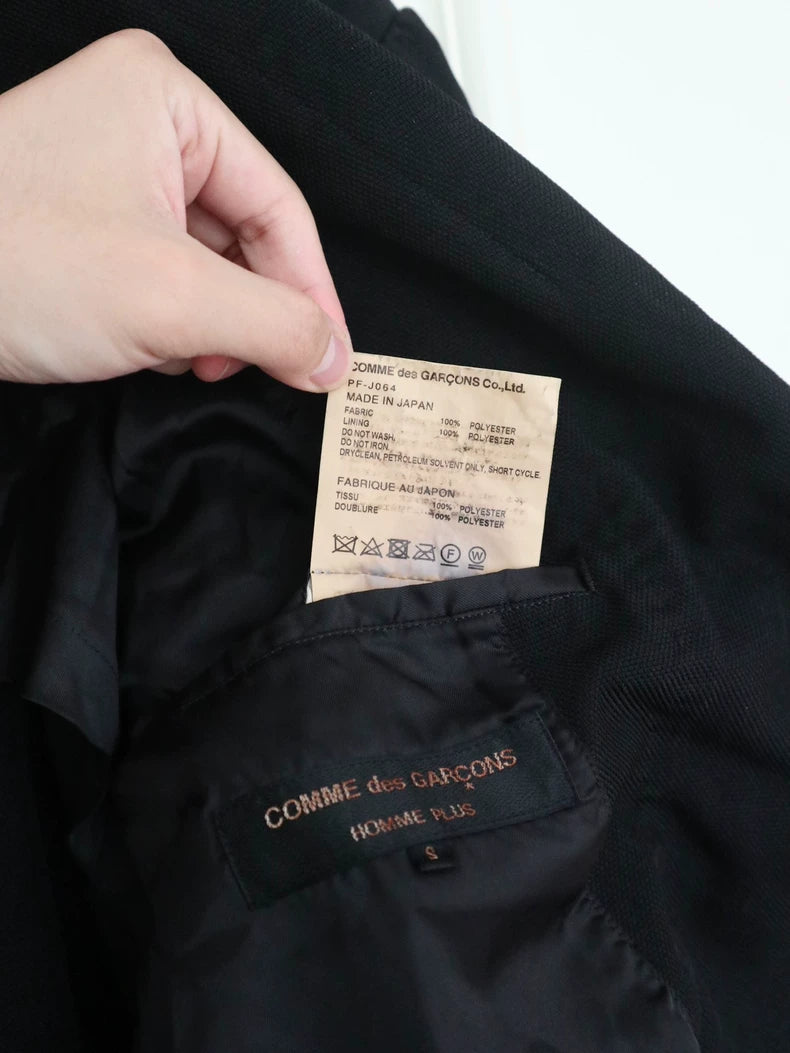 COMME des GARÇONS Co.,Ltd.
PF-J064
MADE IN JAPAN
FABRIC 100% POLYESTER
LINING 100% POLYESTER
DO NOT WASH.
DO NOT IRON.
DRYCLEAN, PETROLEUM SOLVENT ONLY, SHORT CYCLE.
FABRIQUE AU JAPON
TISSU 100% POLYESTER
DOUBLURE 100% POLYESTER
F W
COMME des GARÇONS
HOMME PLUS
S